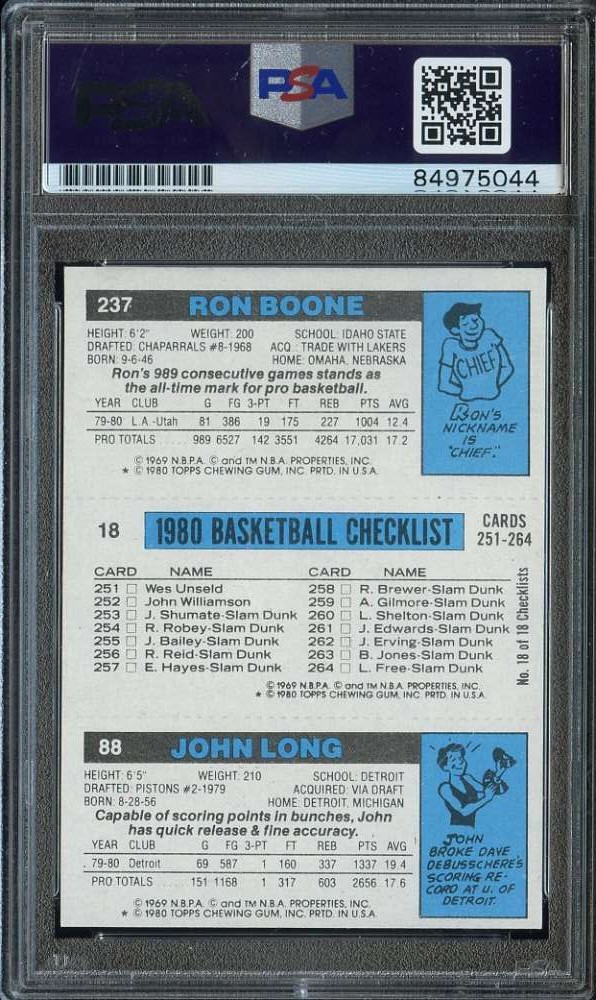 PSA
PSA
84975044
237 RON BOONE
HEIGHT: 6'2" WEIGHT: 200 SCHOOL: IDAHO STATE
DRAFTED: CHAPARRALS #8-1968 ACQ.: TRADE WITH LAKERS
BORN: 9-6-46 HOME: OMAHA, NEBRASKA
Ron's 989 consecutive games stands as
the all-time mark for pro basketball.
YEAR CLUB G FG 3-PT FT REB PTS AVG
79-80 L.A.-Utah 81 386 19 175 227 1004 12.4
PRO TOTALS ..... 989 6527 142 3551 4264 17,031 17.2
© 1969 N.B.P.A. © and TM N.B.A. PROPERTIES, INC.
* © 1980 TOPPS CHEWING GUM, INC. PRTD. IN U.S.A.
CHIEF
RON'S
NICKNAME
IS
"CHIEF."
18 1980 BASKETBALL CHECKLIST CARDS
251-264
CARD NAME CARD NAME
251 □ Wes Unseld 258 □ R. Brewer-Slam Dunk
252 □ John Williamson 259 □ A. Gilmore-Slam Dunk
253 □ J. Shumate-Slam Dunk 260 □ L. Shelton-Slam Dunk
254 □ R. Robey-Slam Dunk 261 □ J. Edwards-Slam Dunk
255 □ J. Bailey-Slam Dunk 262 □ J. Erving-Slam Dunk
256 □ R. Reid-Slam Dunk 263 □ B. Jones-Slam Dunk
257 □ E. Hayes-Slam Dunk 264 □ L. Free-Slam Dunk
No. 18 of 18 Checklists
© 1969 N.B.P.A. © and TM N.B.A. PROPERTIES, INC.
* © 1980 TOPPS CHEWING GUM, INC. PRTD. IN U.S.A.
88 JOHN LONG
HEIGHT: 6'5" WEIGHT: 210 SCHOOL: DETROIT
DRAFTED: PISTONS #2-1979 ACQUIRED: VIA DRAFT
BORN: 8-28-56 HOME: DETROIT, MICHIGAN
Capable of scoring points in bunches, John
has quick release & fine accuracy.
YEAR CLUB G FG 3-PT FT REB PTS AVG
79-80 Detroit 69 587 1 160 337 1337 19.4
PRO TOTALS ..... 151 1168 1 317 603 2656 17.6
© 1969 N.B.P.A. © and TM N.B.A. PROPERTIES, INC.
* © 1980 TOPPS CHEWING GUM, INC. PRTD. IN U.S.A.
JOHN
BROKE DAVE
DEBUSSCHERE'S
SCORING RE-
CORD AT U. OF
DETROIT.